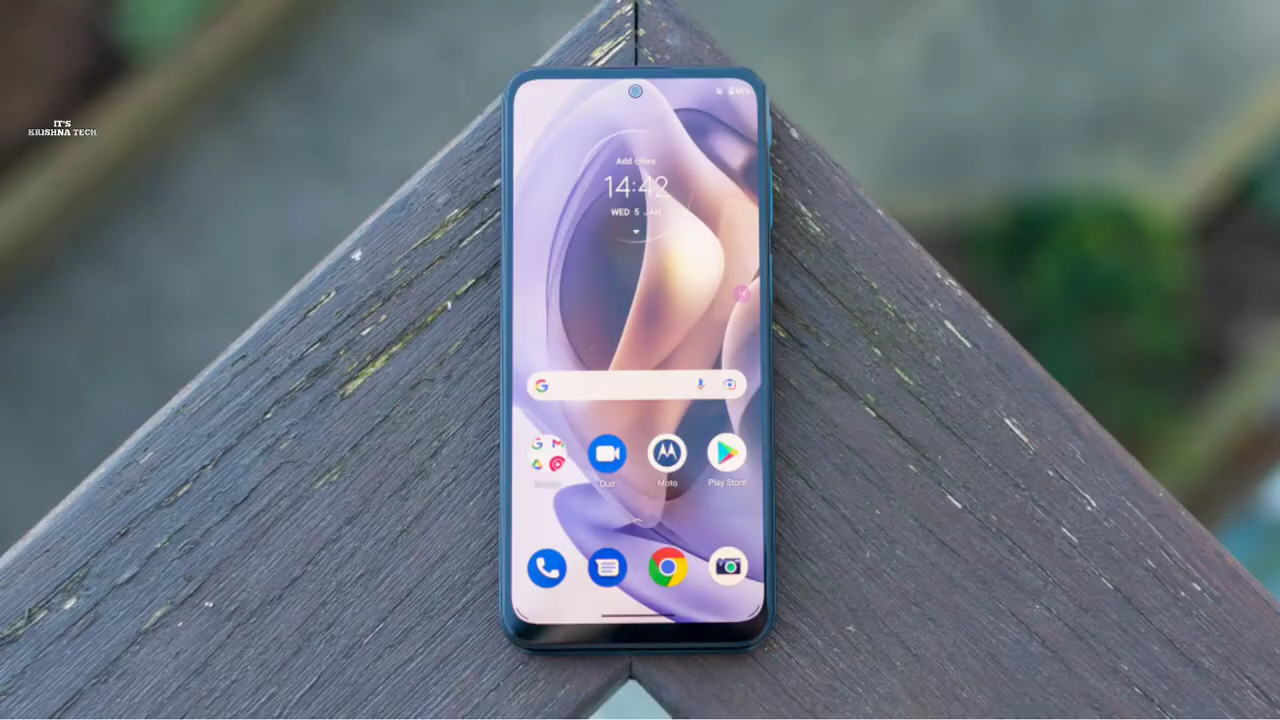 IT'S
KRISHNA TECH
Add cities
14:42
WED 5 JAN
Duo
Moto
Play Store